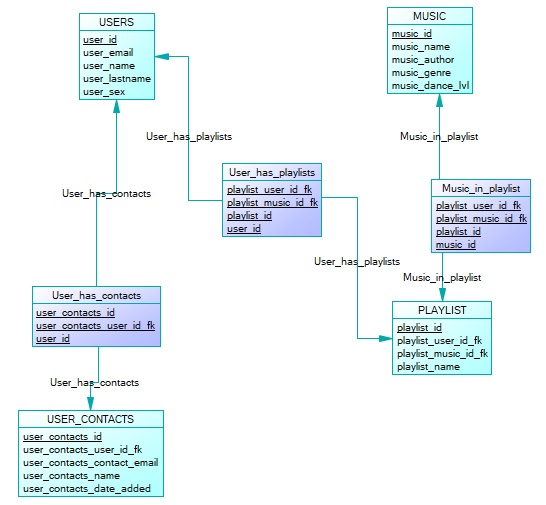 USERS
user_id
user_email
user_name
user_lastname
user_sex
MUSIC
music_id
music_name
music_author
music_genre
music_dance_lvl
User_has_playlists
Music_in_playlist
User_has_playlists
playlist_user_id_fk
playlist_music_id_fk
playlist_id
user_id
Music_in_playlist
playlist_user_id_fk
playlist_music_id_fk
playlist_id
music_id
User_has_contacts
User_has_playlists
Music_in_playlist
User_has_contacts
user_contacts_id
user_contacts_user_id_fk
user_id
PLAYLIST
playlist_id
playlist_user_id_fk
playlist_music_id_fk
playlist_name
User_has_contacts
USER_CONTACTS
user_contacts_id
user_contacts_user_id_fk
user_contacts_contact_email
user_contacts_name
user_contacts_date_added